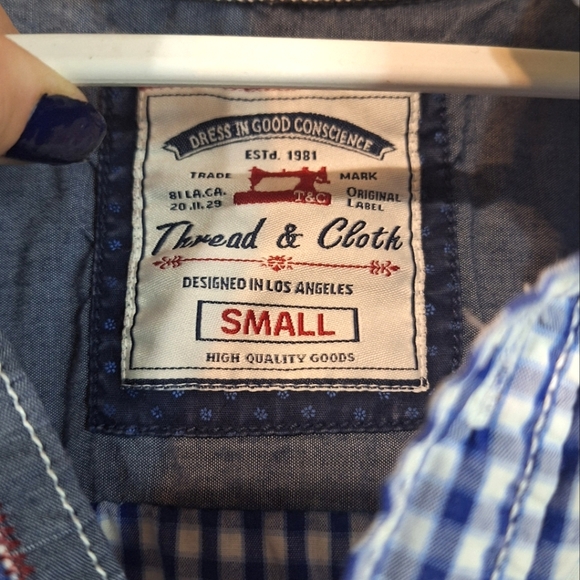 DRESS IN GOOD CONSCIENCE
ESTd. 1981
TRADE MARK
81 LA.CA. T&C ORIGINAL
20.11.29 LABEL
Thread & Cloth
DESIGNED IN LOS ANGELES
SMALL
HIGH QUALITY GOODS